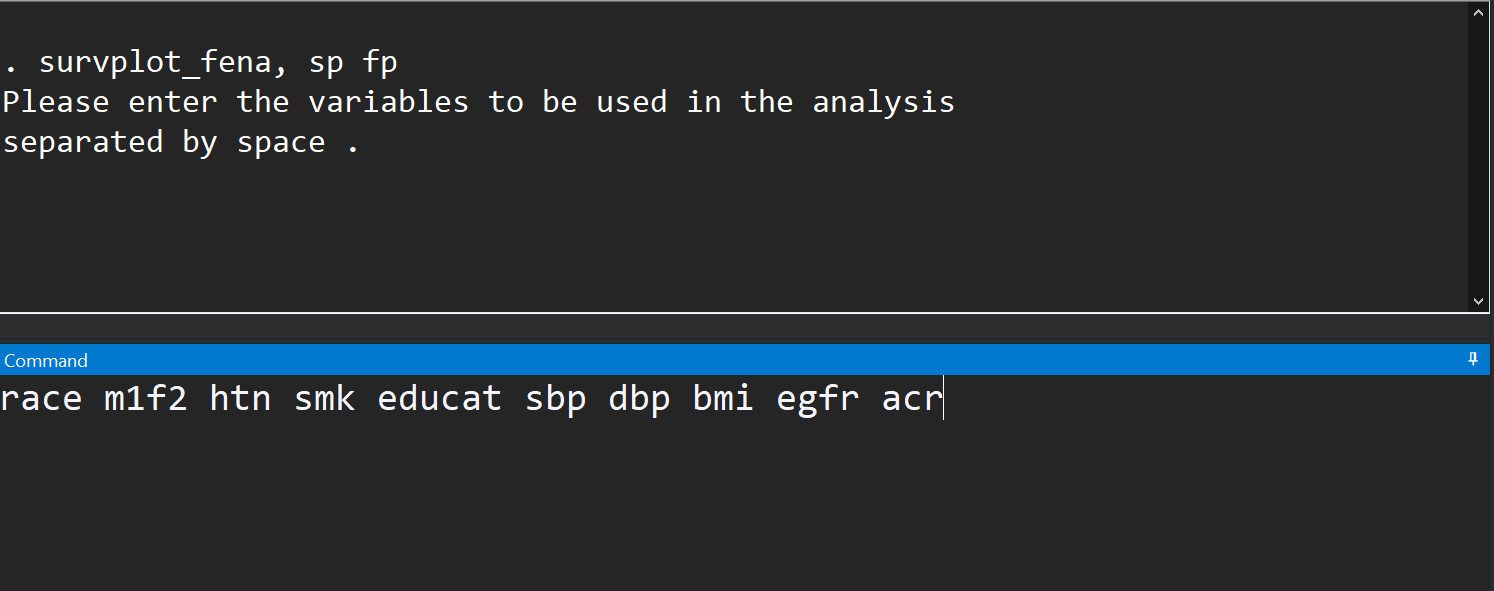 . survplot_fena, sp fp
Please enter the variables to be used in the analysis
separated by space .
Command
race m1f2 htn smk educat sbp dbp bmi egfr acr